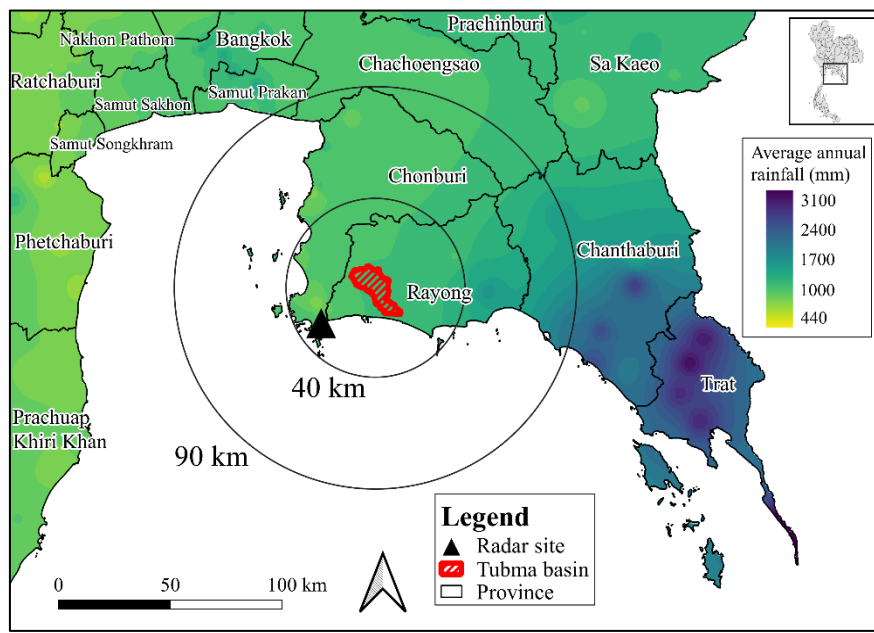 Nakhon Pathom
Bangkok
Prachinburi
Ratchaburi
Chachoengsao
Sa Kaeo
Samut Prakan
Samut Sakhon
Samut Songkhram
Chonburi
Average annual
rainfall (mm)
3100
2400
1700
1000
440
Phetchaburi
Chanthaburi
Rayong
40 km
Trat
Prachuap
Khiri Khan
90 km
Legend
Radar site
Tubma basin
Province
0
50
100 km